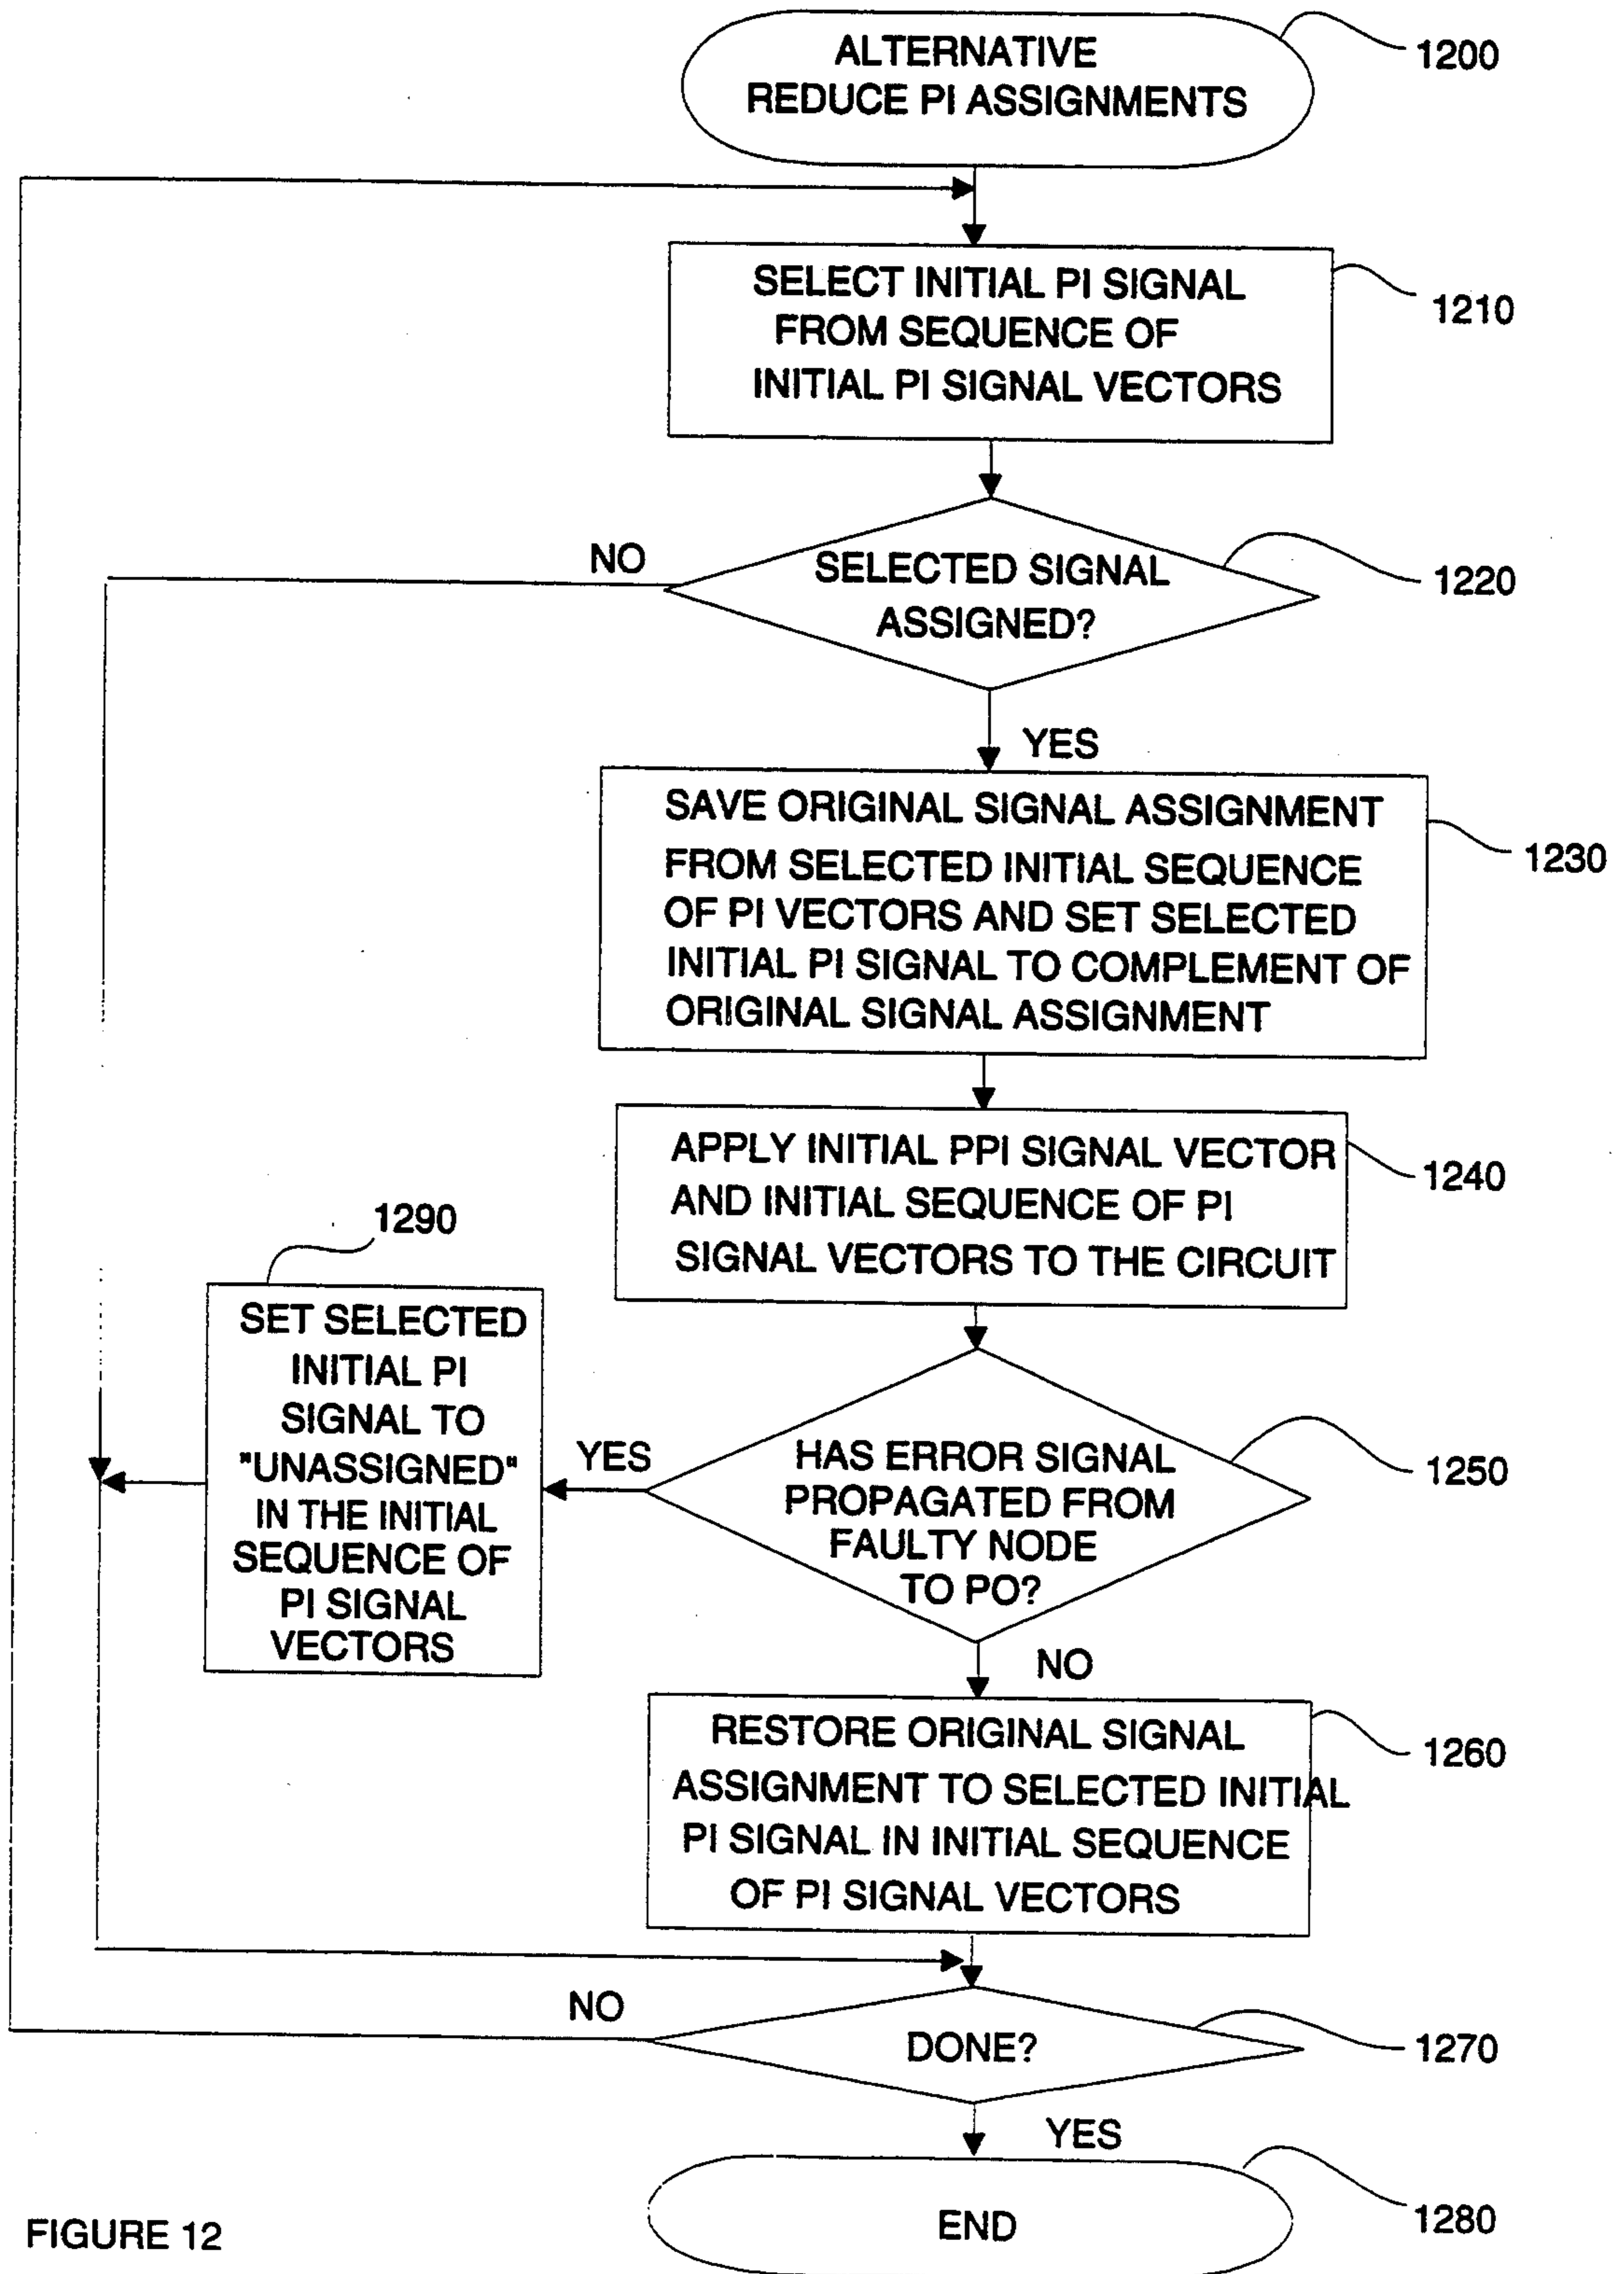 ALTERNATIVE
REDUCE PI ASSIGNMENTS
1200
SELECT INITIAL PI SIGNAL
FROM SEQUENCE OF
INITIAL PI SIGNAL VECTORS
1210
NO
SELECTED SIGNAL
ASSIGNED?
1220
YES
SAVE ORIGINAL SIGNAL ASSIGNMENT
FROM SELECTED INITIAL SEQUENCE
OF PI VECTORS AND SET SELECTED
INITIAL PI SIGNAL TO COMPLEMENT OF
ORIGINAL SIGNAL ASSIGNMENT
1230
APPLY INITIAL PPI SIGNAL VECTOR
AND INITIAL SEQUENCE OF PI
SIGNAL VECTORS TO THE CIRCUIT
1240
1290
SET SELECTED
INITIAL PI
SIGNAL TO
"UNASSIGNED"
IN THE INITIAL
SEQUENCE OF
PI SIGNAL
VECTORS
YES
HAS ERROR SIGNAL
PROPAGATED FROM
FAULTY NODE
TO PO?
1250
NO
RESTORE ORIGINAL SIGNAL
ASSIGNMENT TO SELECTED INITIAL
PI SIGNAL IN INITIAL SEQUENCE
OF PI SIGNAL VECTORS
1260
NO
DONE?
1270
YES
END
1280
FIGURE 12